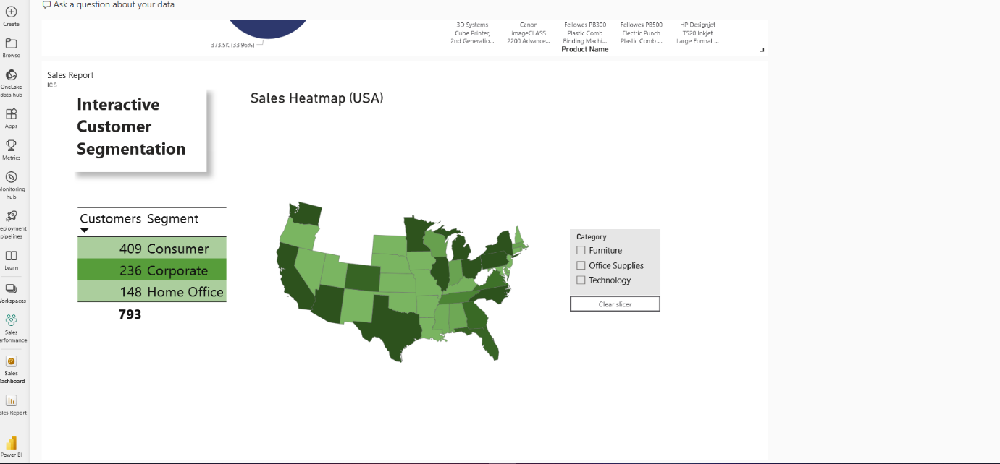 Ask a question about your data
Create
Browse
OneLake
data hub
Apps
Metrics
Monitoring
hub
eployment
pipelines
Learn
Workspaces
Sales
erformance
Sales
Dashboard
ales Report
Power BI
373.5K (33.96%)
3D Systems
Cube Printer,
2nd Generatio...
Canon
imageCLASS
2200 Advance...
Fellowes PB300
Plastic Comb
Binding Machi...
Fellowes PB500
Electric Punch
Plastic Comb ...
HP Designjet
T520 Inkjet
Large Format ...
Product Name
Sales Report
ICS
Interactive
Customer
Segmentation
Sales Heatmap (USA)
Customers Segment
409 Consumer
236 Corporate
148 Home Office
793
Category
Furniture
Office Supplies
Technology
Clear slicer